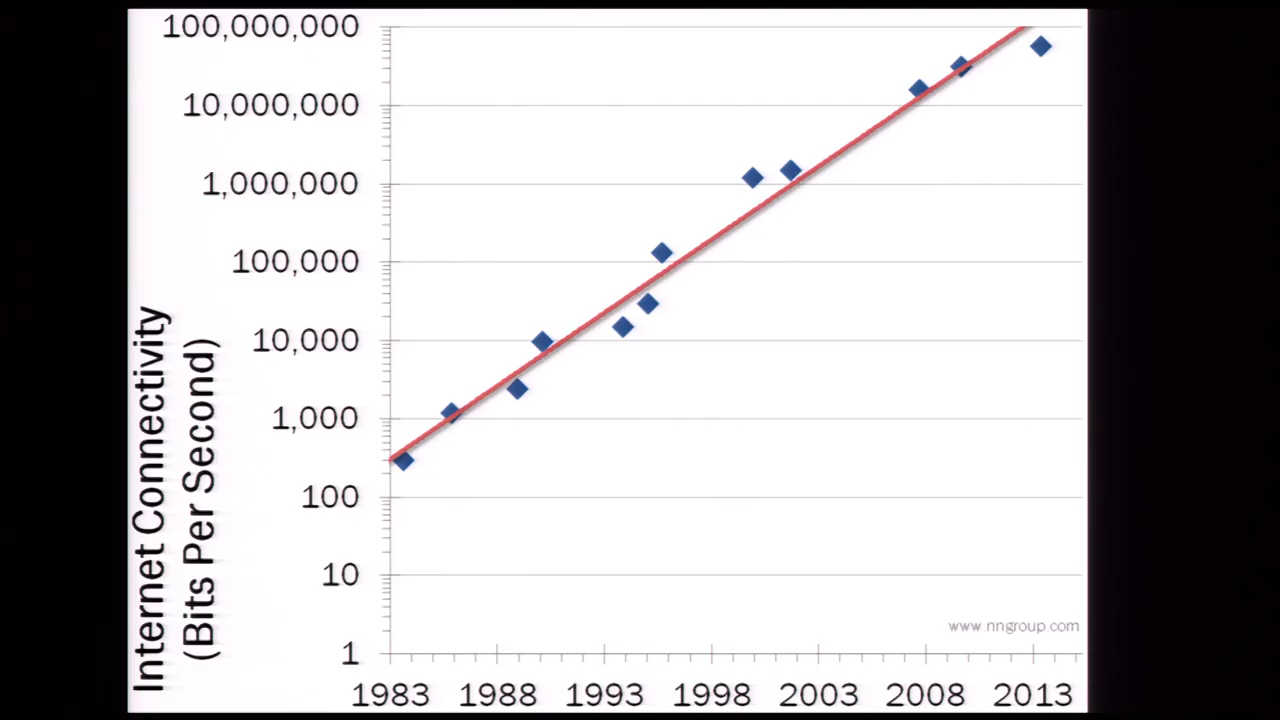 100,000,000
10,000,000
1,000,000
100,000
10,000
1,000
100
10
1
Internet Connectivity
(Bits Per Second)
www.nngroup.com
1983 1988 1993 1998 2003 2008 2013